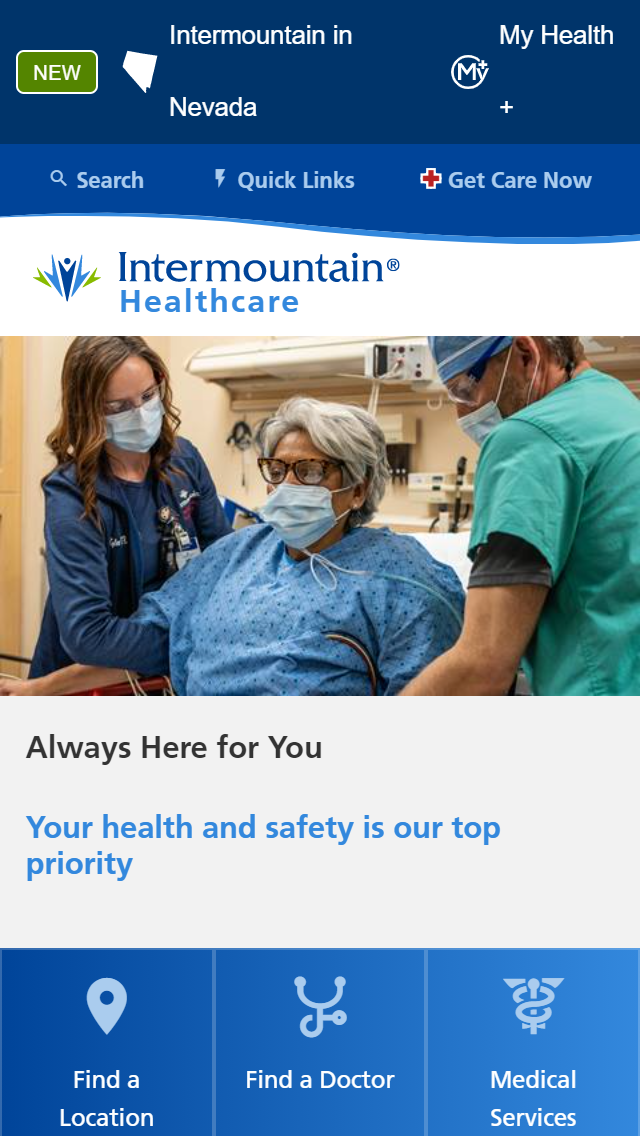 NEW
Intermountain in
Nevada
My Health
+
Search
Quick Links
Get Care Now
Intermountain®
Healthcare
Always Here for You
Your health and safety is our top
priority
Find a
Location
Find a Doctor
Medical
Services